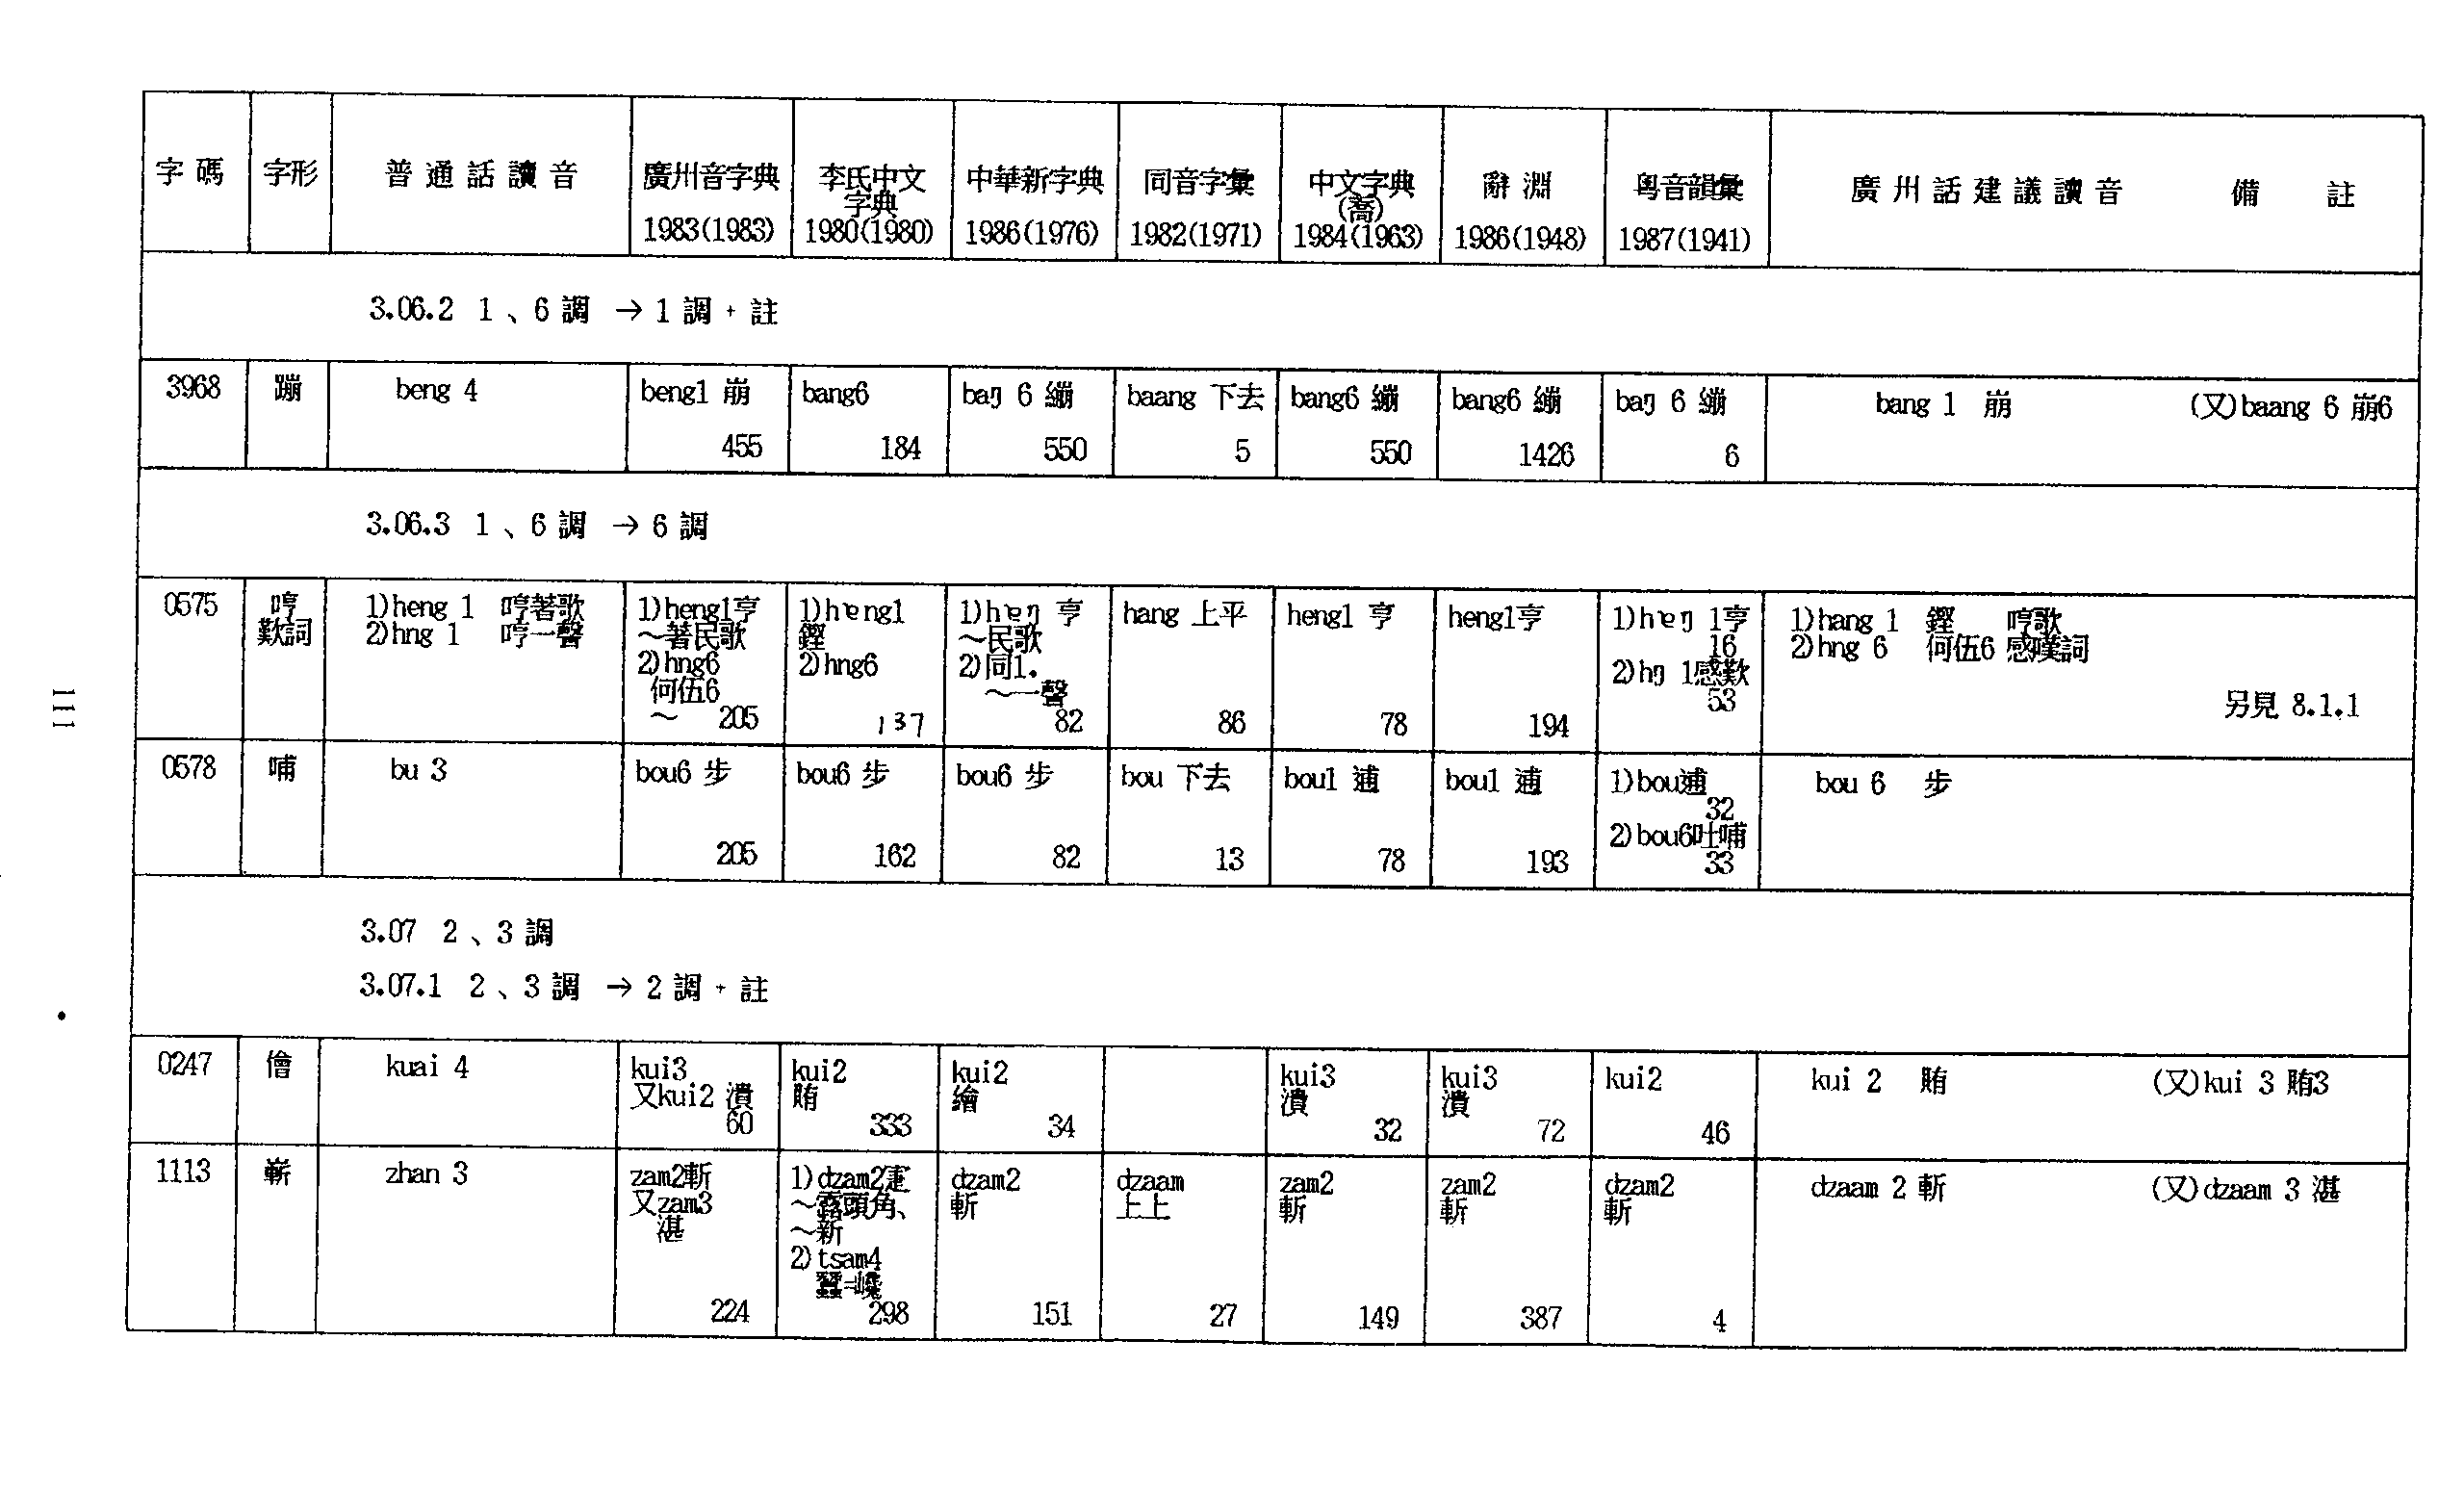 字碼 字形 普通話讀音 廣州音字典 1983(1983) 李氏中文字典 1980(1980) 中華新字典 1986(1976) 同音字彙 1982(1971) 中文字典(喬) 1984(1963) 辭淵 1986(1948) 粵音韻彙 1987(1941) 廣州話建議讀音 備註
3.06.2 1、6調 → 1調 + 註
3968 蹦 beng 4 beng1 崩 455 bang6 184 baŋ 6 繃 550 baang 下去 5 bang6 繃 550 bang6 繃 1426 baŋ 6 繃 6 bang 1 崩 (又)baang 6 崩6
3.06.3 1、6調 → 6調
0575 哼 歎詞
1)heng 1 哼著歌
2)hng 1 哼一聲
1)heng1亨
～著民歌
2)hng6
何伍6
～ 205
1)hɐng1
鏗
2)hng6
137
1)hɐŋ 亨
～民歌
2)同1.
～一聲
82
hang 上平
86
heng1 亨
78
heng1亨
194
1)hɐŋ 1亨
16
2)hŋ 1感歎
53
1)hang 1 鏗 哼歌
2)hng 6 何伍6 感嘆詞
另見 8.1.1
0578 哺 bu 3 bou6 步 205 bou6 步 162 bou6 步 82 bou 下去 13 bou1 逋 78 bou1 逋 193
1)bou逋
32
2)bou6吐哺
33
bou 6 步
3.07 2、3調
3.07.1 2、3調 → 2調 + 註
0247 儈 kuai 4
kui3
又kui2 潰
60
kui2
賄
333
kui2
繪
34
kui3
潰
32
kui3
潰
72
kui2
46
kui 2 賄 (又)kui 3 賄3
1113 嶄 zhan 3
zam2斬
又zam3
湛
224
1)dzam2
～露頭角、
～新
2)tsam4
蠶=嶄
298
dzam2
斬
151
dzaam
上上
27
zam2
斬
149
zam2
斬
387
dzam2
斬
4
dzaam 2 斬 (又)dzaam 3 湛
111